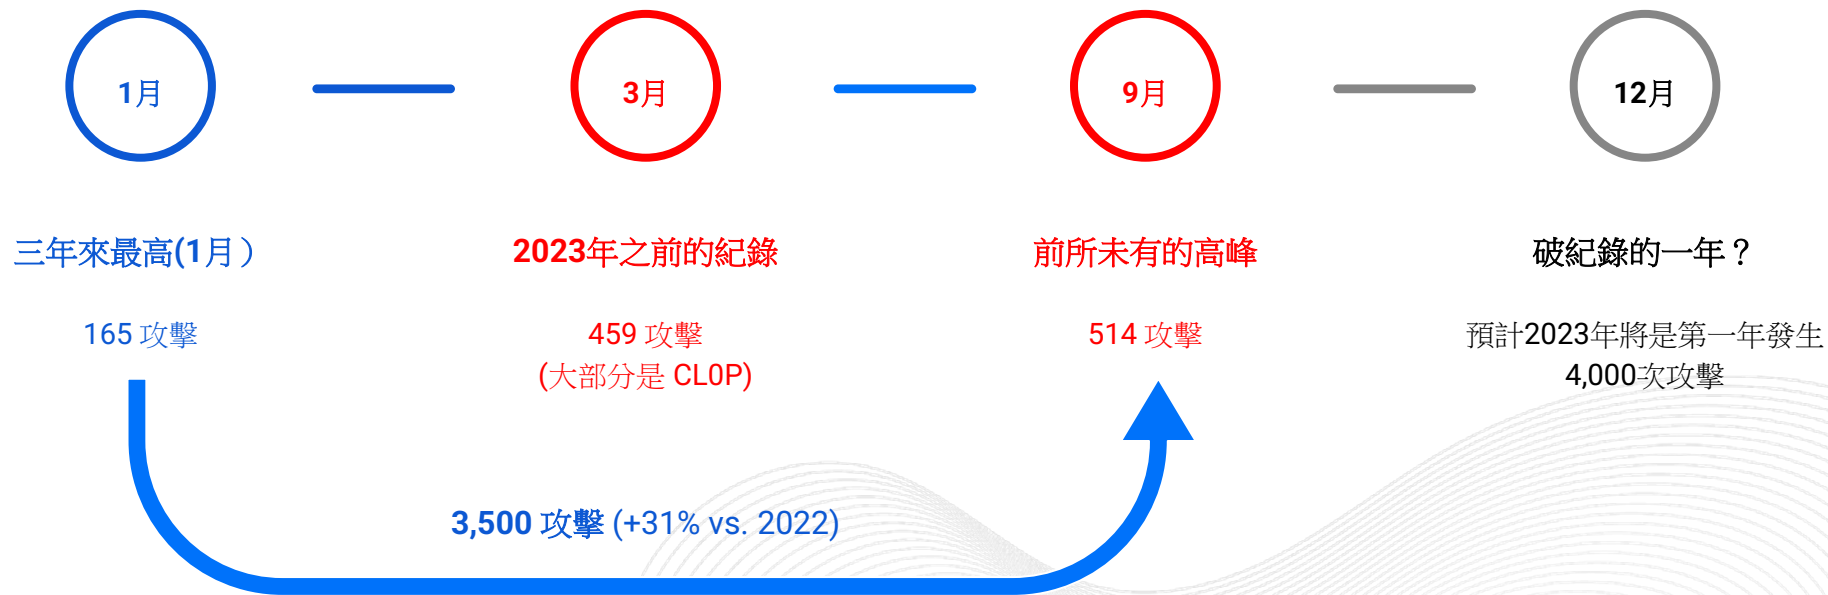 1月
3月
9月
12月
三年來最高(1月）
165 攻擊
2023年之前的紀錄
459 攻擊
(大部分是 CL0P)
前所未有的高峰
514 攻擊
破紀錄的一年？
預計2023年將是第一年發生
4,000次攻擊
3,500 攻擊 (+31% vs. 2022)